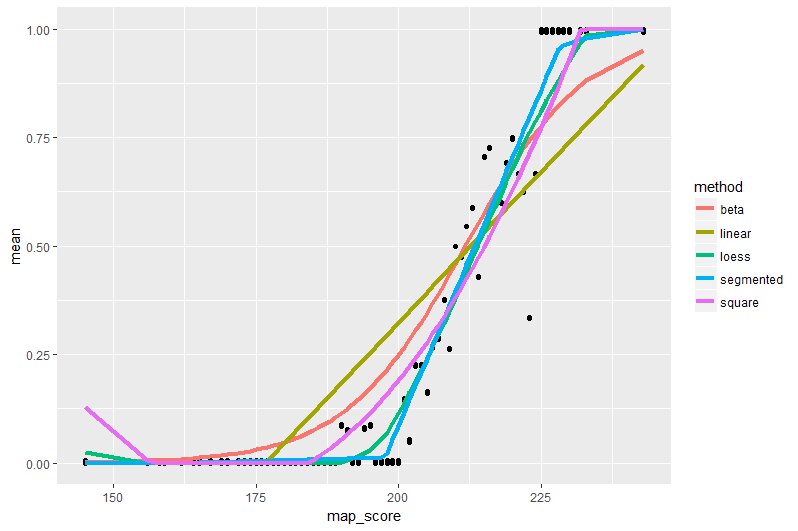 1.00
0.75
0.50
0.25
0.00
mean
150
175
200
225
map_score
method
beta
linear
loess
segmented
square